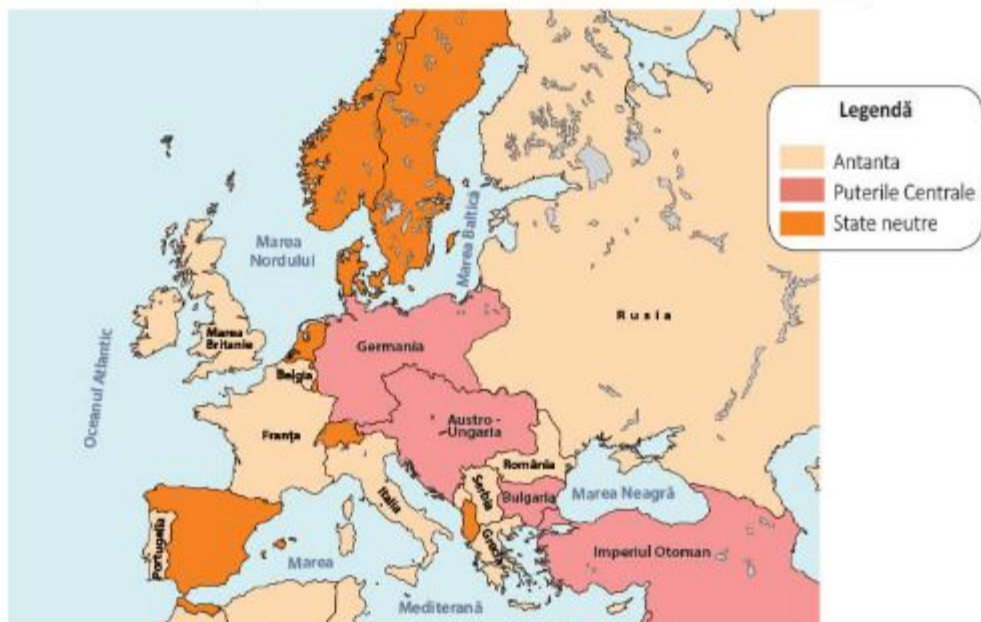 Legendă
Antanta
Puterile Centrale
State neutre
Marea
Nordului
Marea Baltică
Oceanul Atlantic
Marea
Britanie
Belgia
Germania
Rusia
Franța
Austro -
Ungaria
România
Serbia
Bulgaria
Marea Neagră
Italia
Grecia
Imperiul Otoman
Portugalia
Marea
Mediterană